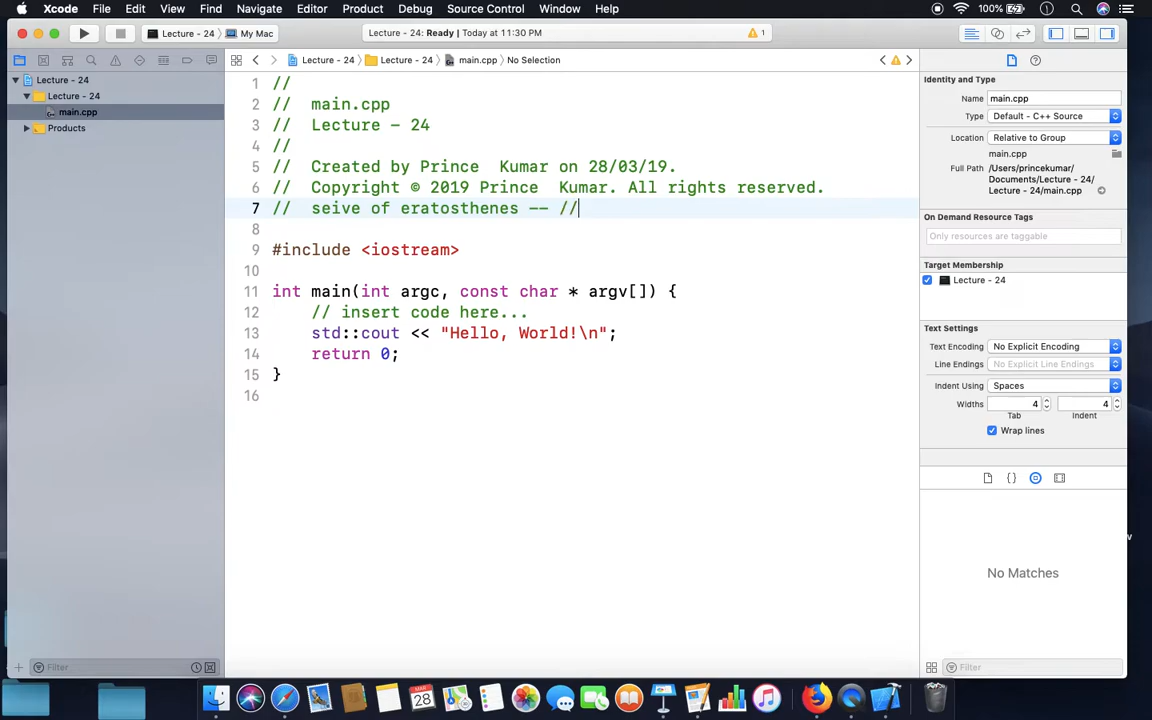 Xcode File Edit View Find Navigate Editor Product Debug Source Control Window Help 100%
Lecture - 24 My Mac Lecture - 24: Ready | Today at 11:30 PM 1
Lecture - 24 Lecture - 24 main.cpp No Selection
Lecture - 24
Lecture - 24
main.cpp
Products
Filter
1 //
2 // main.cpp
3 // Lecture - 24
4 //
5 // Created by Prince  Kumar on 28/03/19.
6 // Copyright © 2019 Prince  Kumar. All rights reserved.
7 // seive of eratosthenes -- //
8
9 #include <iostream>
10
11 int main(int argc, const char * argv[]) {
12     // insert code here...
13     std::cout << "Hello, World!\n";
14     return 0;
15 }
16
Identity and Type
Name main.cpp
Type Default - C++ Source
Location Relative to Group
main.cpp
Full Path /Users/princekumar/
Documents/Lecture - 24/
Lecture - 24/main.cpp
On Demand Resource Tags
Only resources are taggable
Target Membership
Lecture - 24
Text Settings
Text Encoding No Explicit Encoding
Line Endings No Explicit Line Endings
Indent Using Spaces
Widths 4 4
Tab Indent
Wrap lines
No Matches
Filter
MAR
28